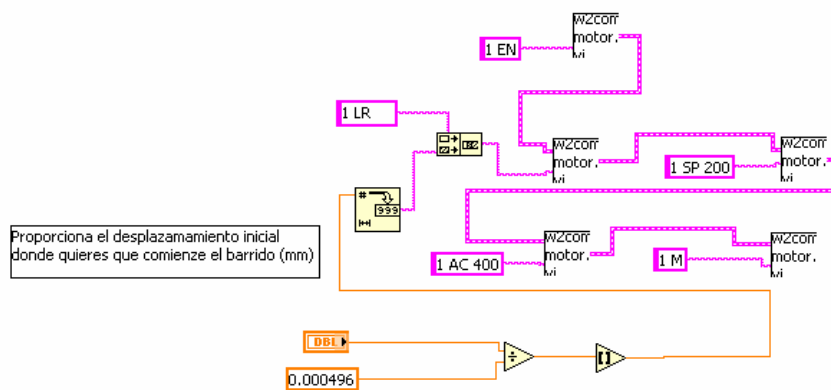 w2com
motor.
vi
1 EN
1 LR
w2com
motor.
vi
1 SP 200
w2com
motor.
vi
#
999
Proporciona el desplazamamiento inicial
donde quieres que comienze el barrido (mm)
1 AC 400
w2com
motor.
vi
1 M
w2com
motor.
vi
DBL
÷
[]
0.000496